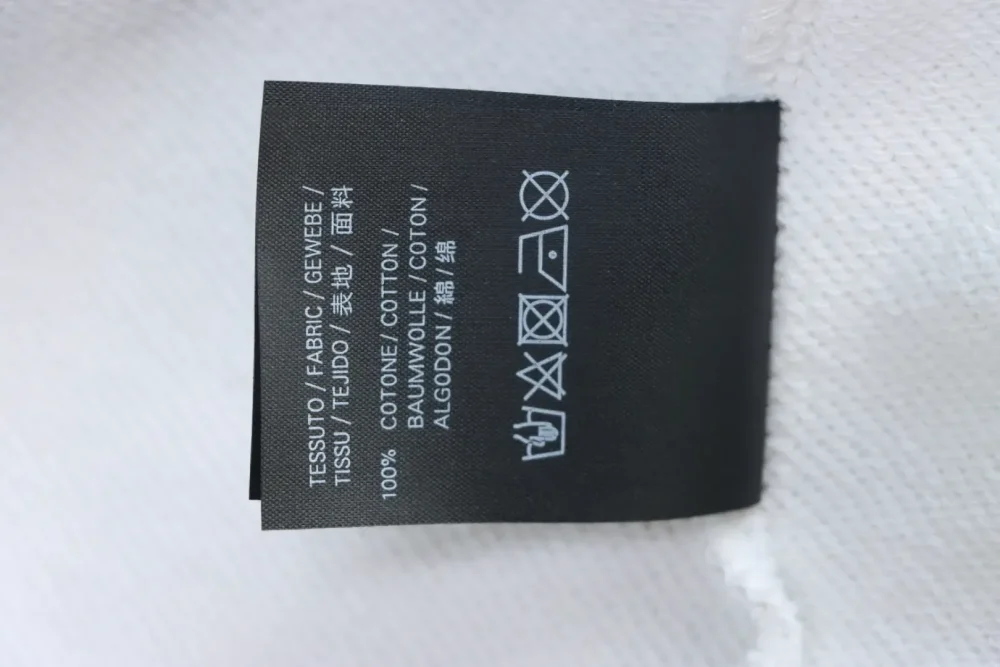 TESSUTO / FABRIC / GEWEBE /
TISSU / TEJIDO / 表地 / 面料
100% COTONE / COTTON /
BAUMWOLLE / COTON /
ALGODON / 綿 / 绵